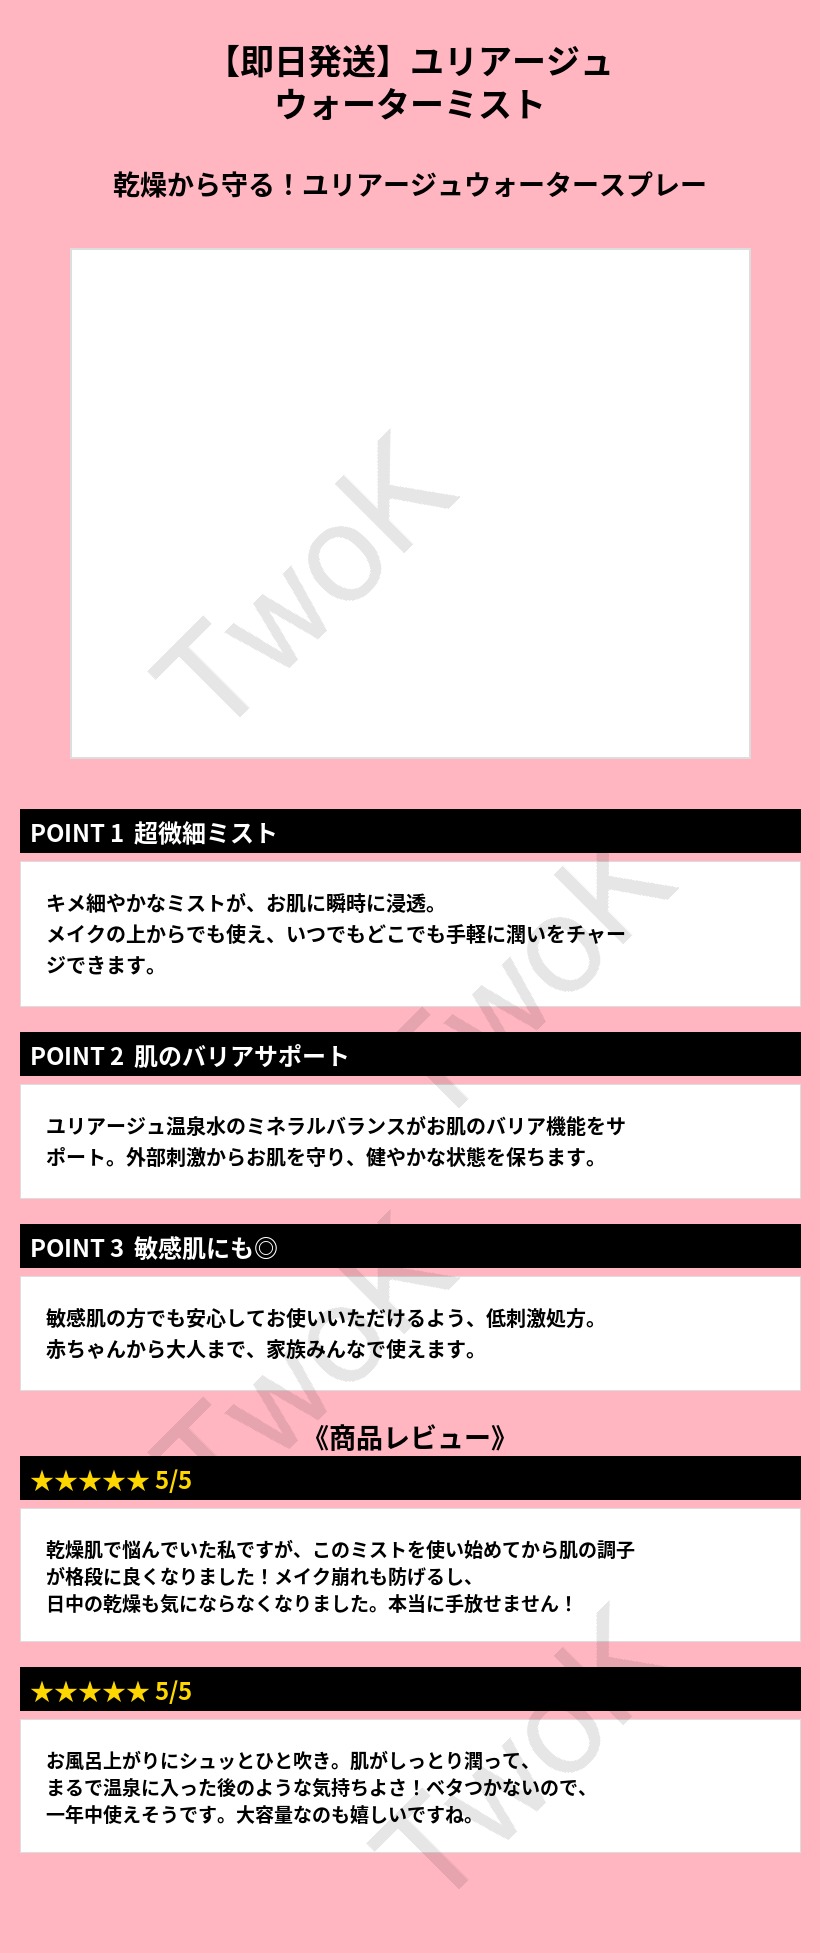 【即日発送】ユリアージュ
ウォーターミスト
乾燥から守る！ユリアージュウォータースプレー
TwoK
POINT 1 超微細ミスト
キメ細やかなミストが、お肌に瞬時に浸透。
メイクの上からでも使え、いつでもどこでも手軽に潤いをチャー
ジできます。
TwoK
POINT 2 肌のバリアサポート
ユリアージュ温泉水のミネラルバランスがお肌のバリア機能をサ
ポート。外部刺激からお肌を守り、健やかな状態を保ちます。
POINT 3 敏感肌にも◎
敏感肌の方でも安心してお使いいただけるよう、低刺激処方。
赤ちゃんから大人まで、家族みんなで使えます。
TwoK
《商品レビュー》
★★★★★ 5/5
乾燥肌で悩んでいた私ですが、このミストを使い始めてから肌の調子
が格段に良くなりました！メイク崩れも防げるし、
日中の乾燥も気にならなくなりました。本当に手放せません！
★★★★★ 5/5
お風呂上がりにシュッとひと吹き。肌がしっとり潤って、
まるで温泉に入った後のような気持ちよさ！ベタつかないので、
一年中使えそうです。大容量なのも嬉しいですね。
TwoK